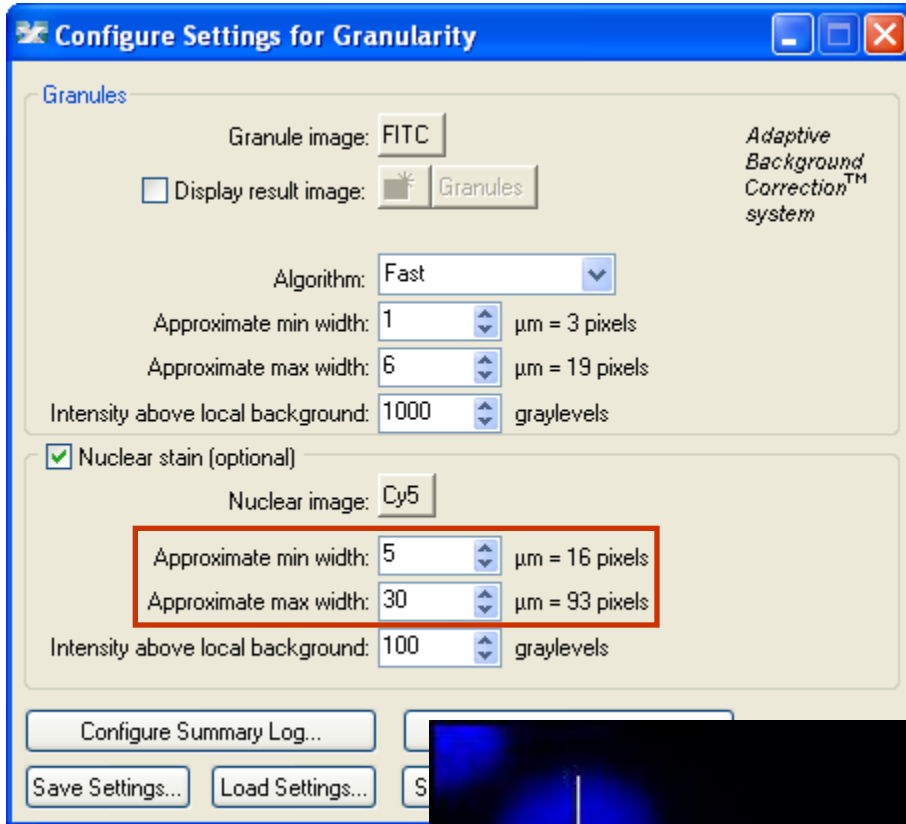 Configure Settings for Granularity
Granules
Granule image: FITC
Adaptive
Background
Correction™
system
Display result image: Granules
Algorithm: Fast
Approximate min width: 1 µm = 3 pixels
Approximate max width: 6 µm = 19 pixels
Intensity above local background: 1000 graylevels
Nuclear stain (optional)
Nuclear image: Cy5
Approximate min width: 5 µm = 16 pixels
Approximate max width: 30 µm = 93 pixels
Intensity above local background: 100 graylevels
Configure Summary Log...
Save Settings... Load Settings... S